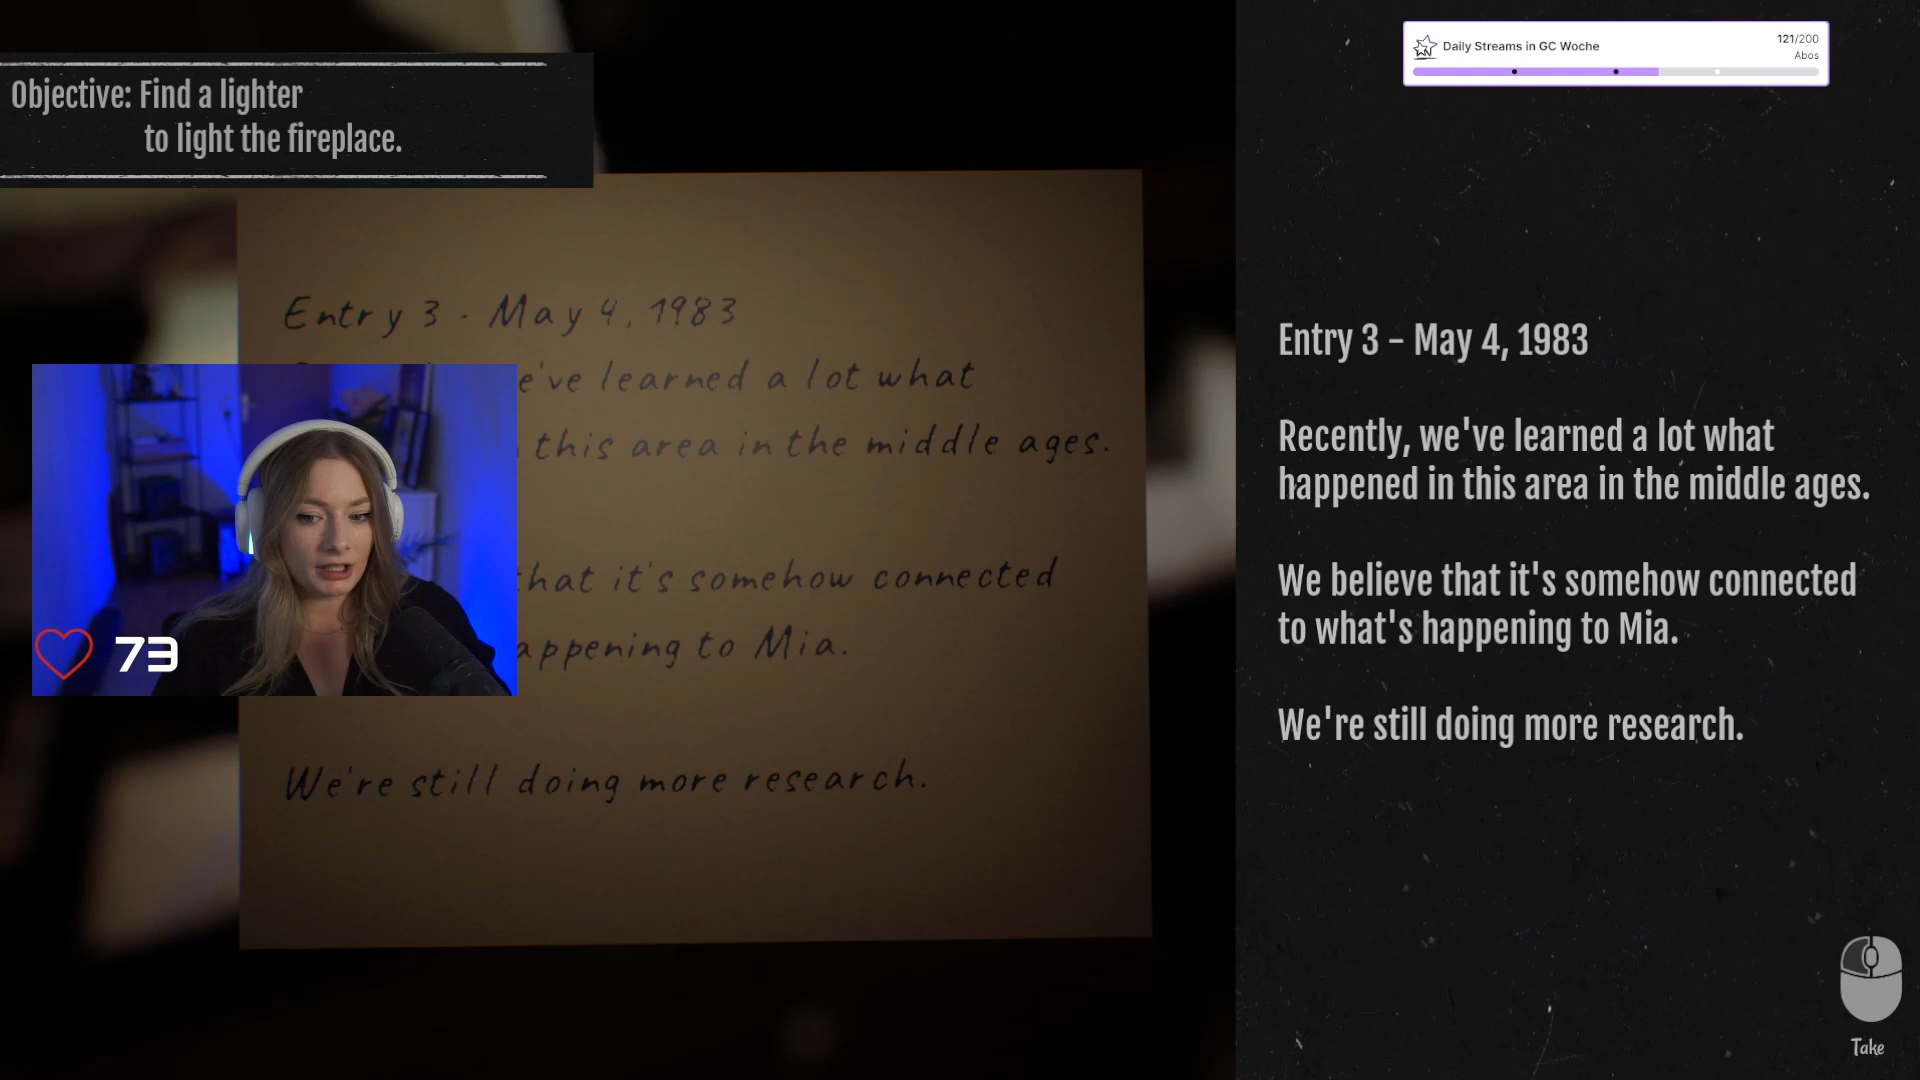 Objective: Find a lighter
to light the fireplace.
Daily Streams in GC Woche
121/200
Abos
Entry 3 - May 4, 1983
e've learned a lot what
this area in the middle ages.
that it's somehow connected
appening to Mia.
We're still doing more research.
73
Entry 3 - May 4, 1983
Recently, we've learned a lot what
happened in this area in the middle ages.
We believe that it's somehow connected
to what's happening to Mia.
We're still doing more research.
Take